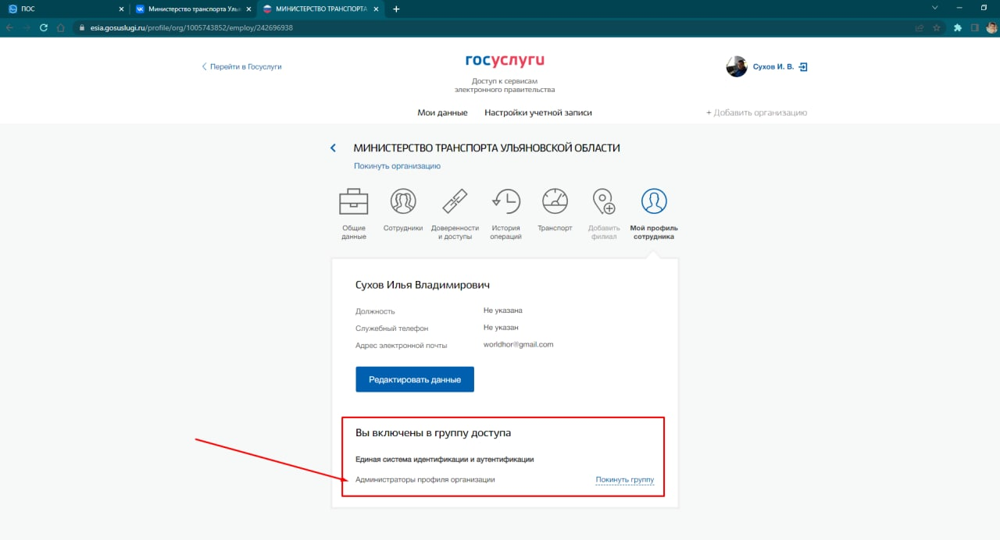 ПОС
Министерство транспорта Улья
МИНИСТЕРСТВО ТРАНСПОРТА
esia.gosuslugi.ru/profile/org/1005743852/employ/242696938
Перейти в Госуслуги
госуслуги
Доступ к сервисам
электронного правительства
Сухов И. В.
Мои данные
Настройки учетной записи
+ Добавить организацию
МИНИСТЕРСТВО ТРАНСПОРТА УЛЬЯНОВСКОЙ ОБЛАСТИ
Покинуть организацию
Общие
данные
Сотрудники
Доверенности
и доступы
История
операций
Транспорт
Добавить
филиал
Мой профиль
сотрудника
Сухов Илья Владимирович
Должность
Не указана
Служебный телефон
Не указан
Адрес электронной почты
worldhor@gmail.com
Редактировать данные
Вы включены в группу доступа
Единая система идентификации и аутентификации
Администраторы профиля организации
Покинуть группу